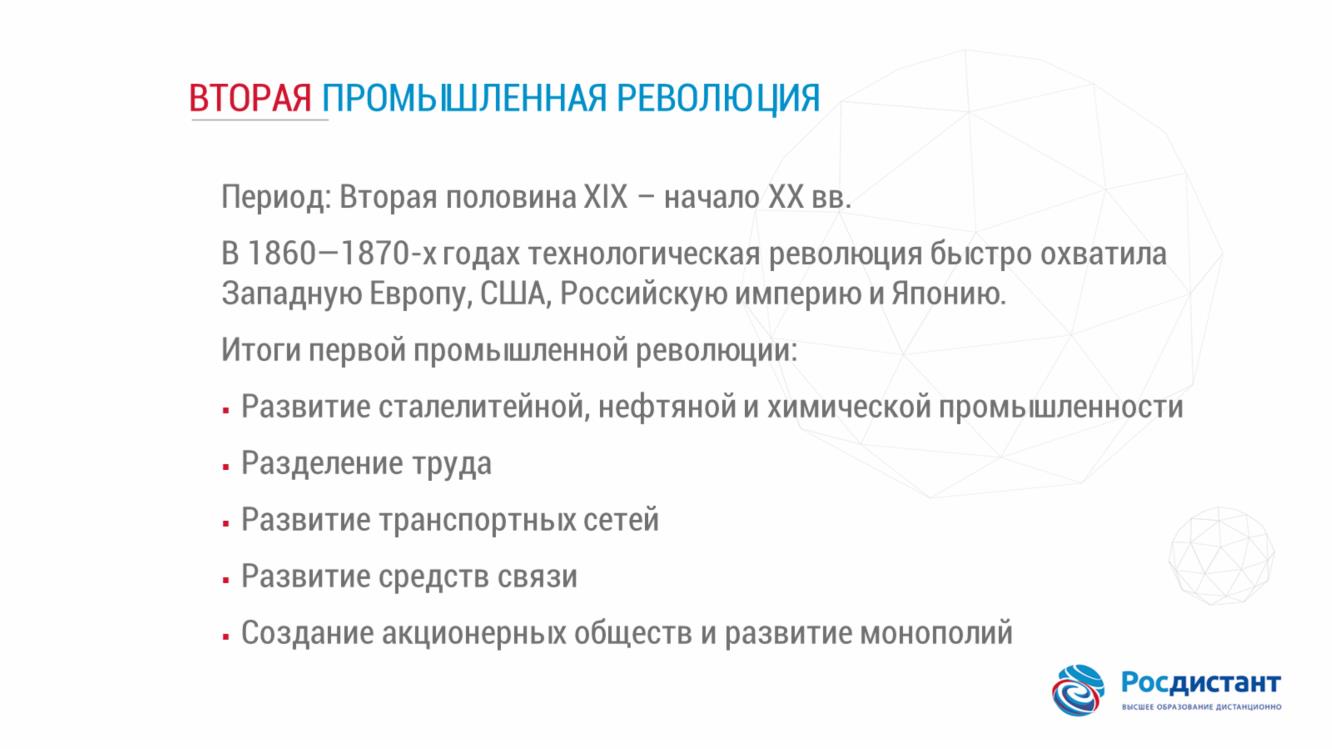 ВТОРАЯ ПРОМЫШЛЕННАЯ РЕВОЛЮЦИЯ
Период: Вторая половина XIX – начало XX вв.
В 1860—1870-х годах технологическая революция быстро охватила
Западную Европу, США, Российскую империю и Японию.
Итоги первой промышленной революции:
▪ Развитие сталелитейной, нефтяной и химической промышленности
▪ Разделение труда
▪ Развитие транспортных сетей
▪ Развитие средств связи
▪ Создание акционерных обществ и развитие монополий
Росдистант
ВЫСШЕЕ ОБРАЗОВАНИЕ ДИСТАНЦИОННО